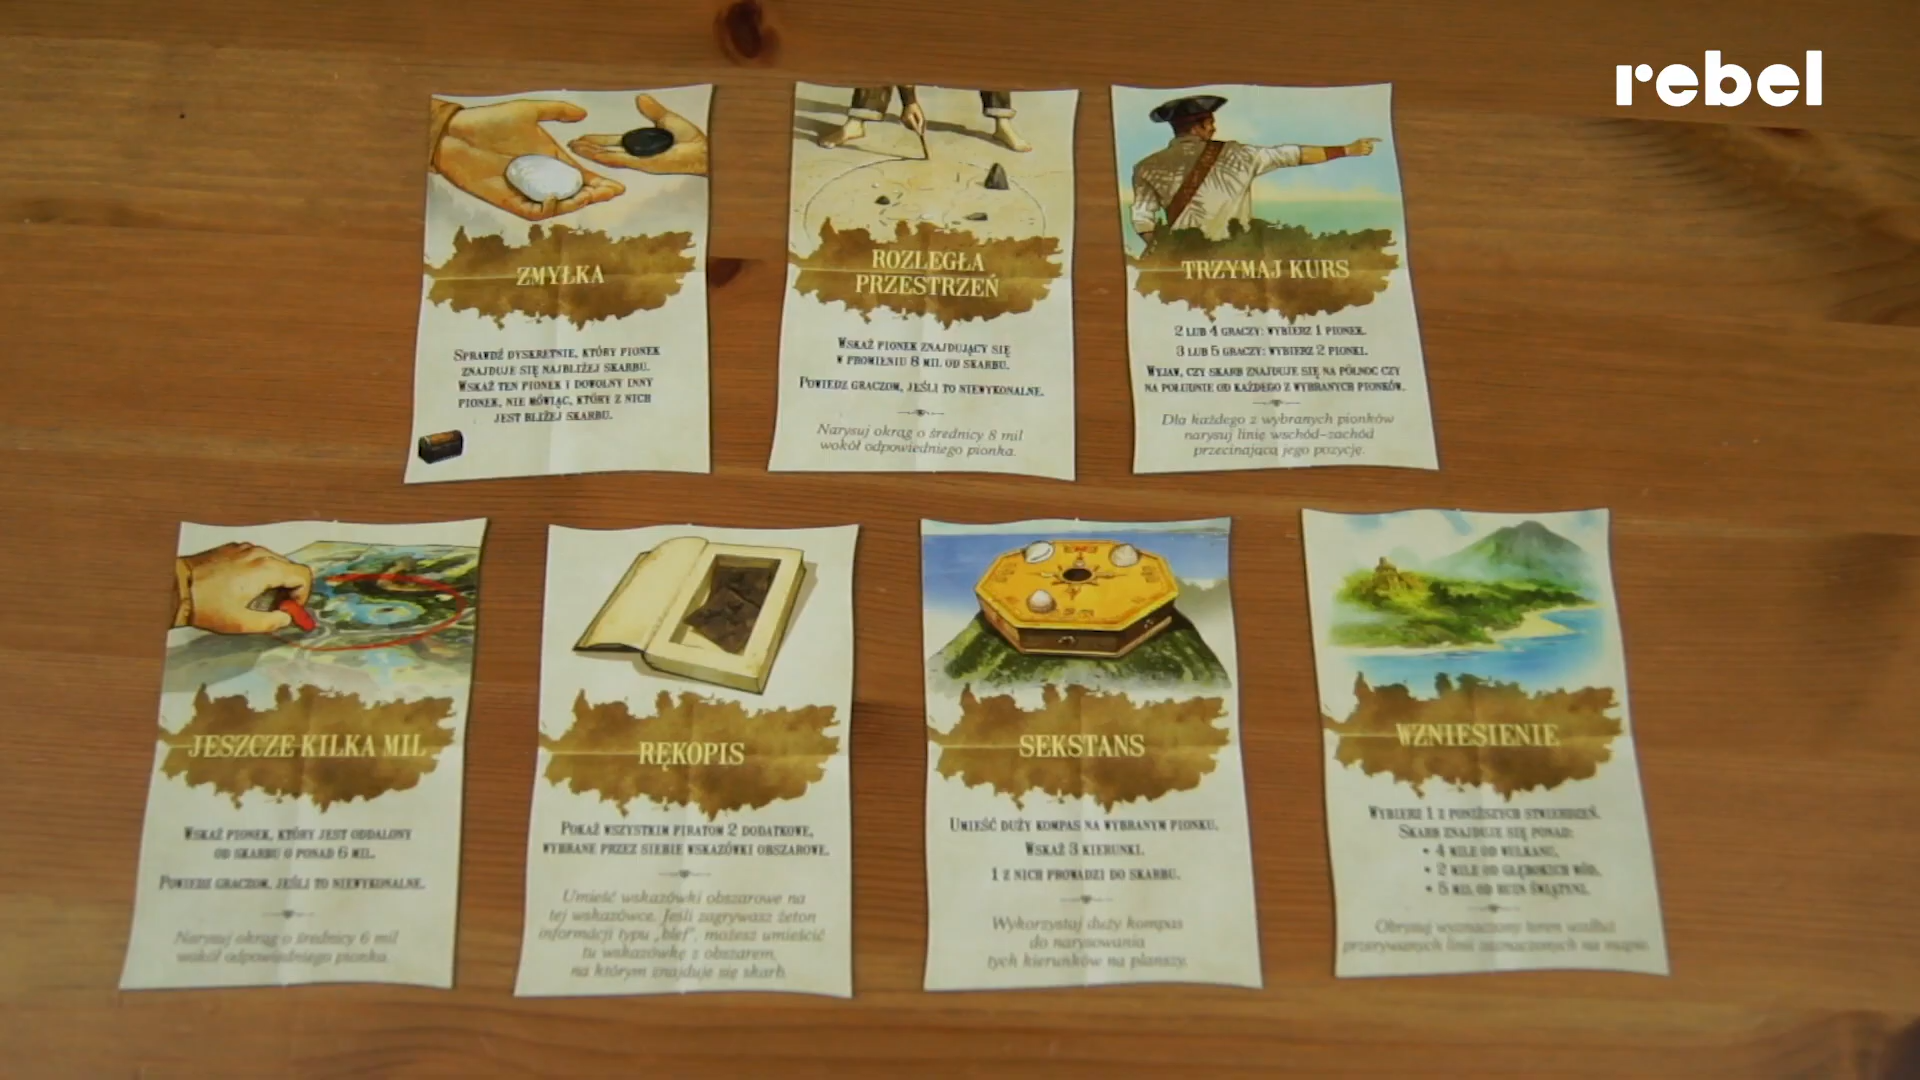 rebel
ZMYŁKA
SPRAWDŹ DYSKRETNIE, KTÓRY PIONEK
ZNAJDUJE SIĘ NAJBLIŻEJ SKARBU.
WSKAŻ TEN PIONEK I DOWOLNY INNY
PIONEK, NIE MÓWIĄC, KTÓRY Z NICH
JEST BLIŻEJ SKARBU.
ROZLEGŁA
PRZESTRZEŃ
WSKAŻ PIONEK ZNAJDUJĄCY SIĘ
W PROMIENIU 8 MIL OD SKARBU.
POWIEDZ GRACZOM, JEŚLI TO NIEWYKONALNE.
Narysuj okrąg o średnicy 8 mil
wokół odpowiedniego pionka.
TRZYMAJ KURS
2 LUB 4 GRACZY: WYBIERZ 1 PIONEK.
3 LUB 5 GRACZY: WYBIERZ 2 PIONKI.
WYJAW, CZY SKARB ZNAJDUJE SIĘ NA PÓŁNOC CZY
NA POŁUDNIE OD KAŻDEGO Z WYBRANYCH PIONKÓW.
Dla każdego z wybranych pionków
narysuj linię wschód-zachód
przecinającą jego pozycję.
JESZCZE KILKA MIL
WSKAŻ PIONEK, KTÓRY JEST ODDALONY
OD SKARBU O PONAD 6 MIL.
POWIEDZ GRACZOM, JEŚLI TO NIEWYKONALNE.
Narysuj okrąg o średnicy 6 mil
wokół odpowiedniego pionka.
RĘKOPIS
POKAŻ WSZYSTKIM PIRATOM 2 DODATKOWE,
WYBRANE PRZEZ SIEBIE WSKAZÓWKI OBSZAROWE.
Umieść wskazówki obszarowe na
tej wskazówce. Jeśli zagrywasz żeton
informacji typu „blef", możesz umieścić
tu wskazówkę z obszarem,
na którym znajduje się skarb.
SEKSTANS
UMIEŚĆ DUŻY KOMPAS NA WYBRANYM PIONKU.
WSKAŻ 3 KIERUNKI.
1 Z NICH PROWADZI DO SKARBU.
Wykorzystaj duży kompas
do narysowania
tych kierunków na planszy.
WZNIESIENIE
WYBIERZ 1 Z PONIŻSZYCH STWIERDZEŃ.
SKARB ZNAJDUJE SIĘ PONAD:
• 4 MILE OD WULKANU,
• 2 MILE OD GŁĘBOKICH WÓD,
• 5 MIL OD RUIN ŚWIĄTYNI.
Obrysuj wyznaczony teren wzdłuż
przerywanych linii zaznaczonych na mapie.